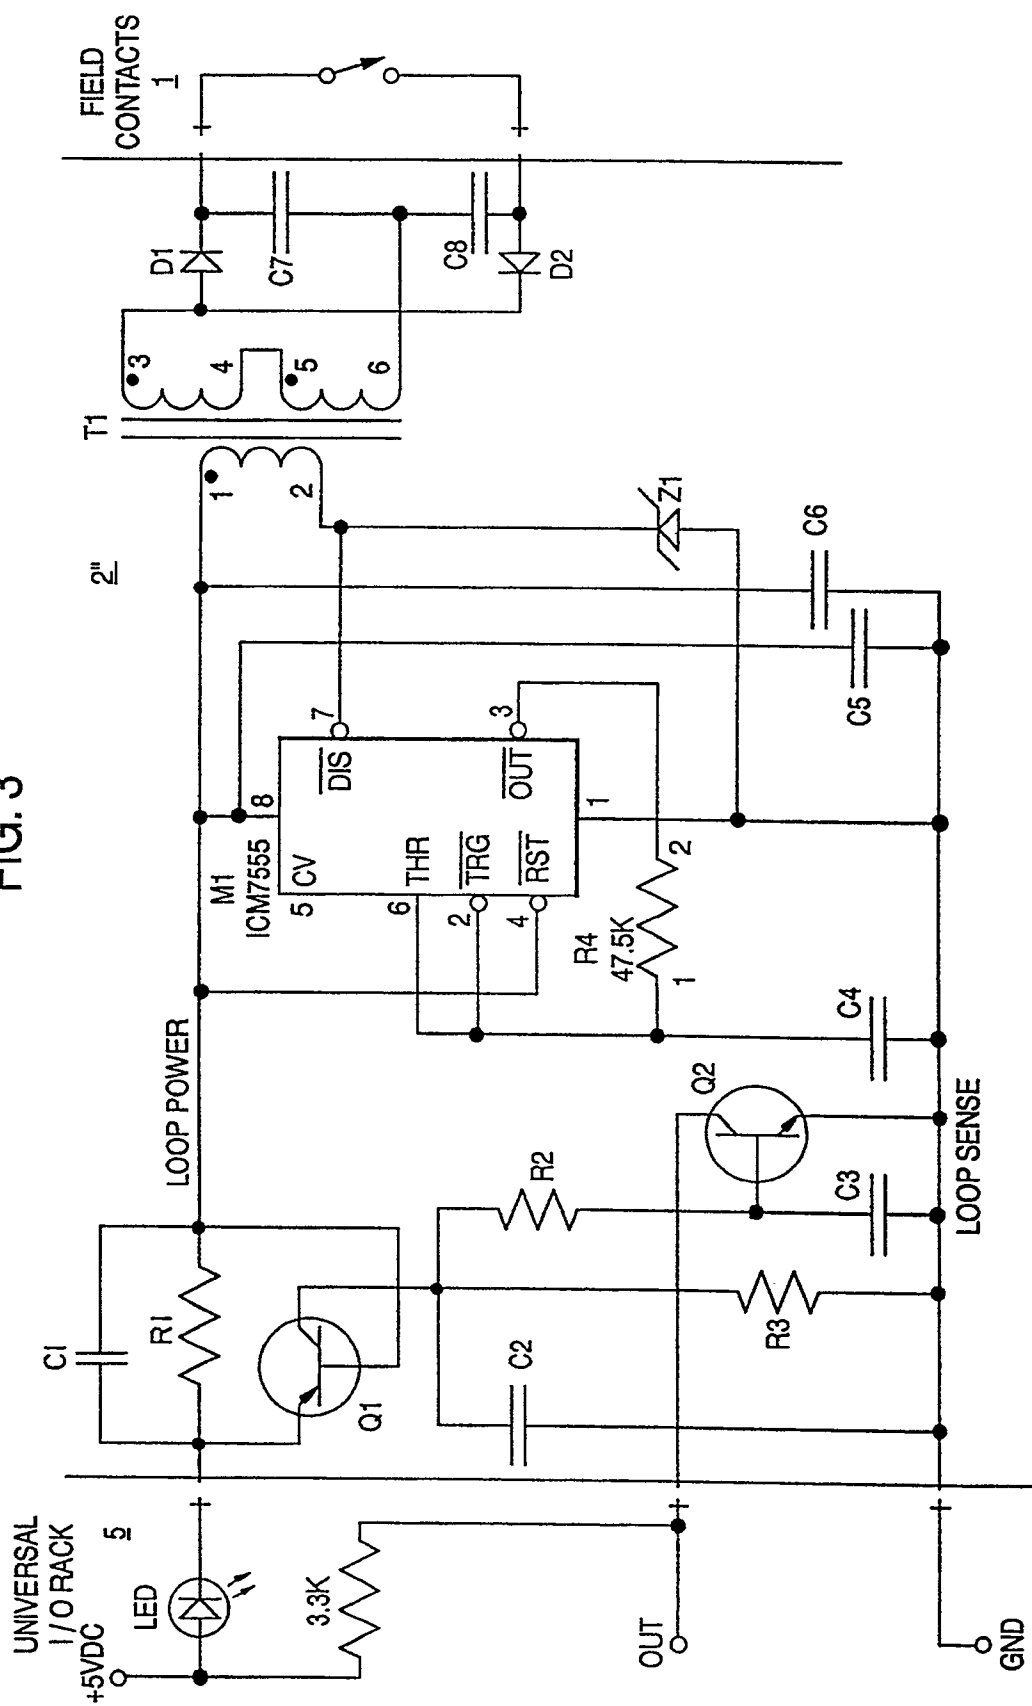 FIG. 3
UNIVERSAL
I / O RACK
5
+5VDC
LED
3.3K
OUT
GND
C1
R1
Q1
C2
R3
R2
C3
Q2
LOOP POWER
LOOP SENSE
C4
M1
ICM7555
5
CV
8
6
THR
2
TRG
4
RST
DIS
7
OUT
3
1
R4
47.5K
1
2
C5
C6
Z1
2"
T1
1
2
3
4
5
6
D1
C7
C8
D2
FIELD
CONTACTS
1